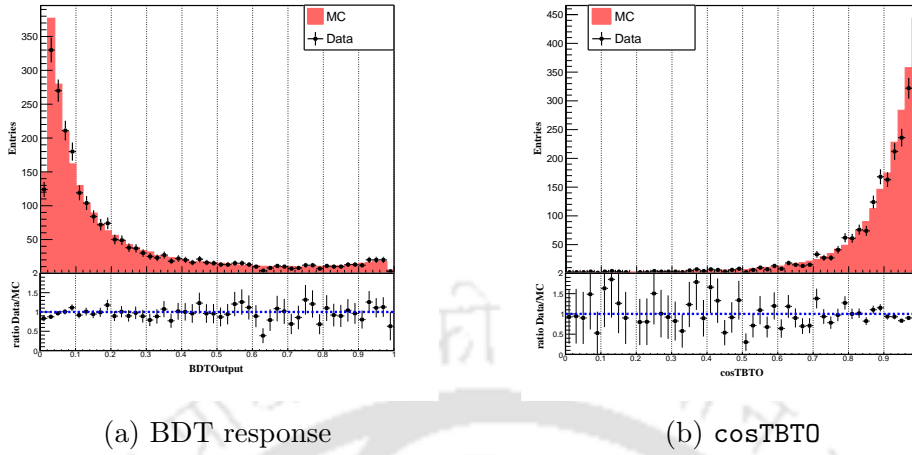 MC
Data
Entries
350
300
250
200
150
100
50
2
1.5
1
0.5
0
ratio Data/MC
0 0.1 0.2 0.3 0.4 0.5 0.6 0.7 0.8 0.9 1
BDTOutput
(a) BDT response
MC
Data
Entries
450
400
350
300
250
200
150
100
50
2
1.5
1
0.5
0
ratio Data/MC
0 0.1 0.2 0.3 0.4 0.5 0.6 0.7 0.8 0.9
cosTBTO
(b) cosTBTO